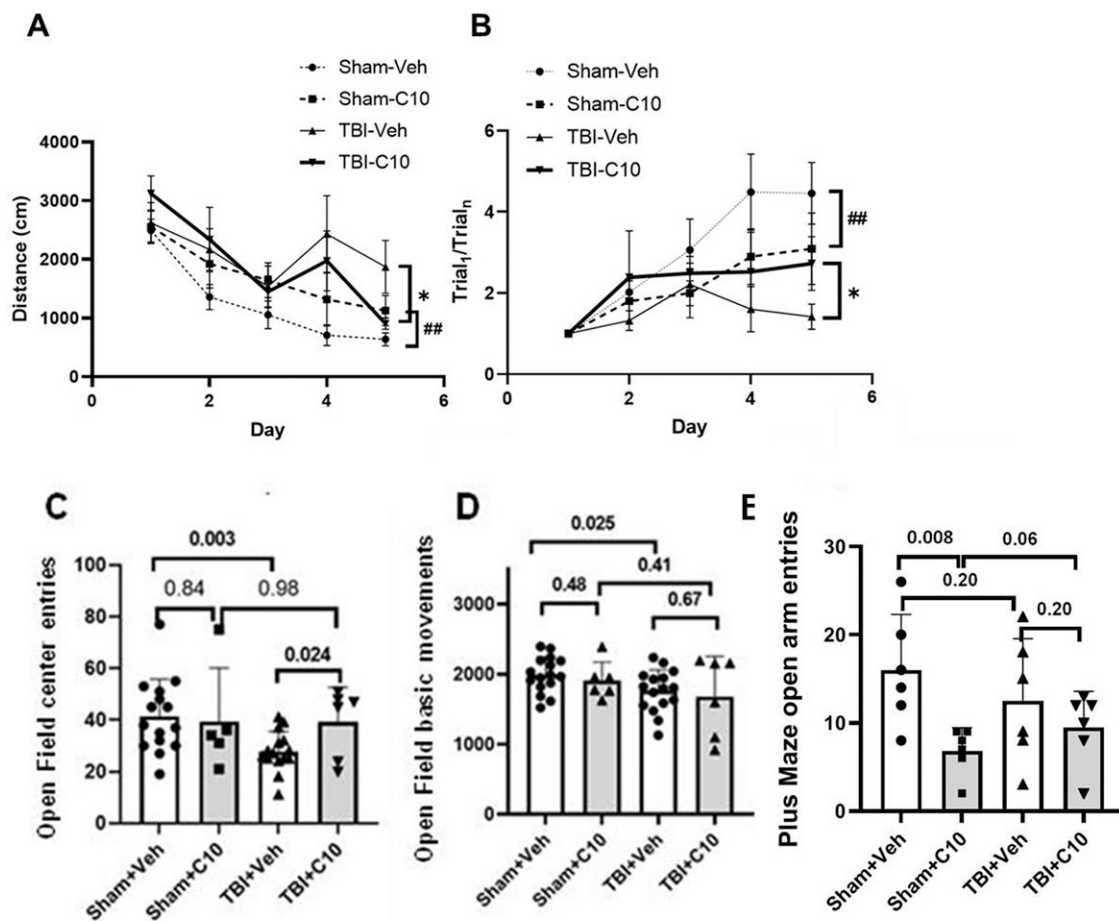 A
Sham-Veh
Sham-C10
TBI-Veh
TBI-C10
4000
3000
2000
1000
0
Distance (cm)
*
##
0
2
4
6
Day
B
Sham-Veh
Sham-C10
TBI-Veh
TBI-C10
6
4
2
0
Trial₁/Trialₙ
##
*
0
2
4
6
Day
C
0.003
0.84
0.98
0.024
100
80
60
40
20
0
Open Field center entries
Sham+Veh
Sham+C10
TBI+Veh
TBI+C10
D
0.025
0.41
0.48
0.67
3000
2000
1000
0
Open Field basic movements
Sham+Veh
Sham+C10
TBI+Veh
TBI+C10
E
0.008
0.06
0.20
0.20
30
20
10
0
Plus Maze open arm entries
Sham+Veh
Sham+C10
TBI+Veh
TBI+C10